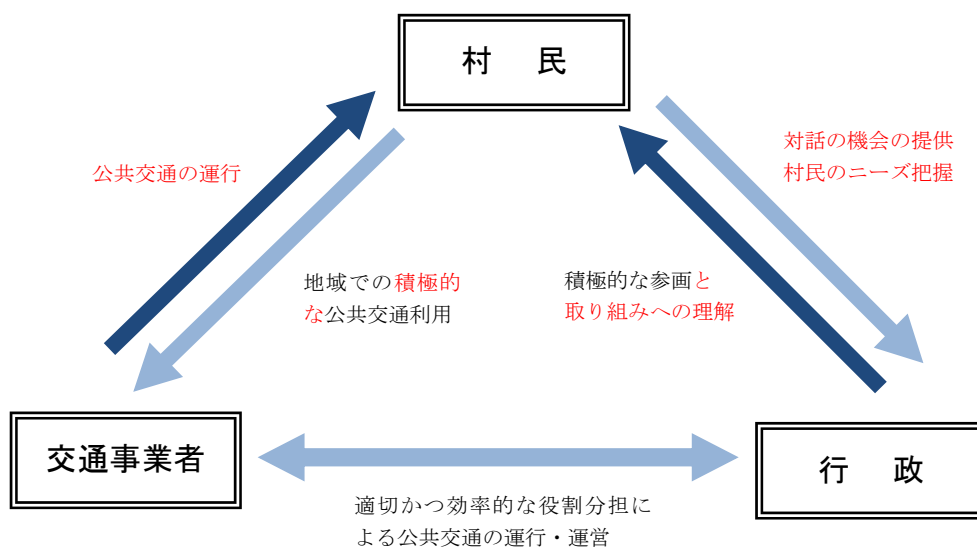 村　民
公共交通の運行
対話の機会の提供
村民のニーズ把握
地域での積極的
な公共交通利用
積極的な参画と
取り組みへの理解
交通事業者
行　政
適切かつ効率的な役割分担に
よる公共交通の運行・運営